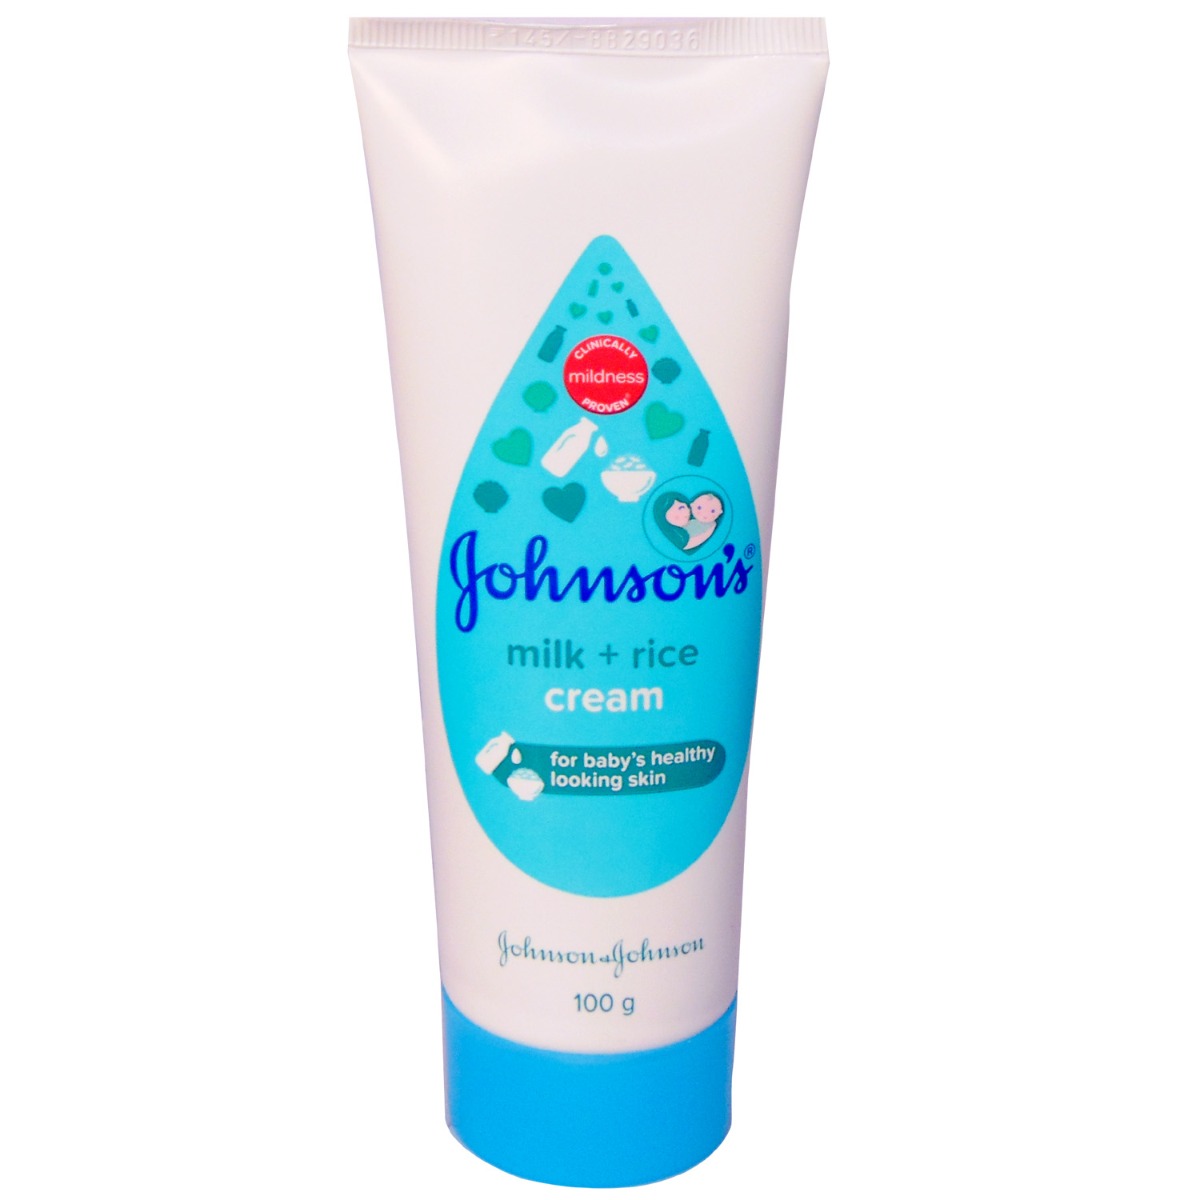 CLINICALLY
mildness
PROVEN®
Johnson's®
milk + rice
cream
for baby's healthy
looking skin
Johnson & Johnson
100 g